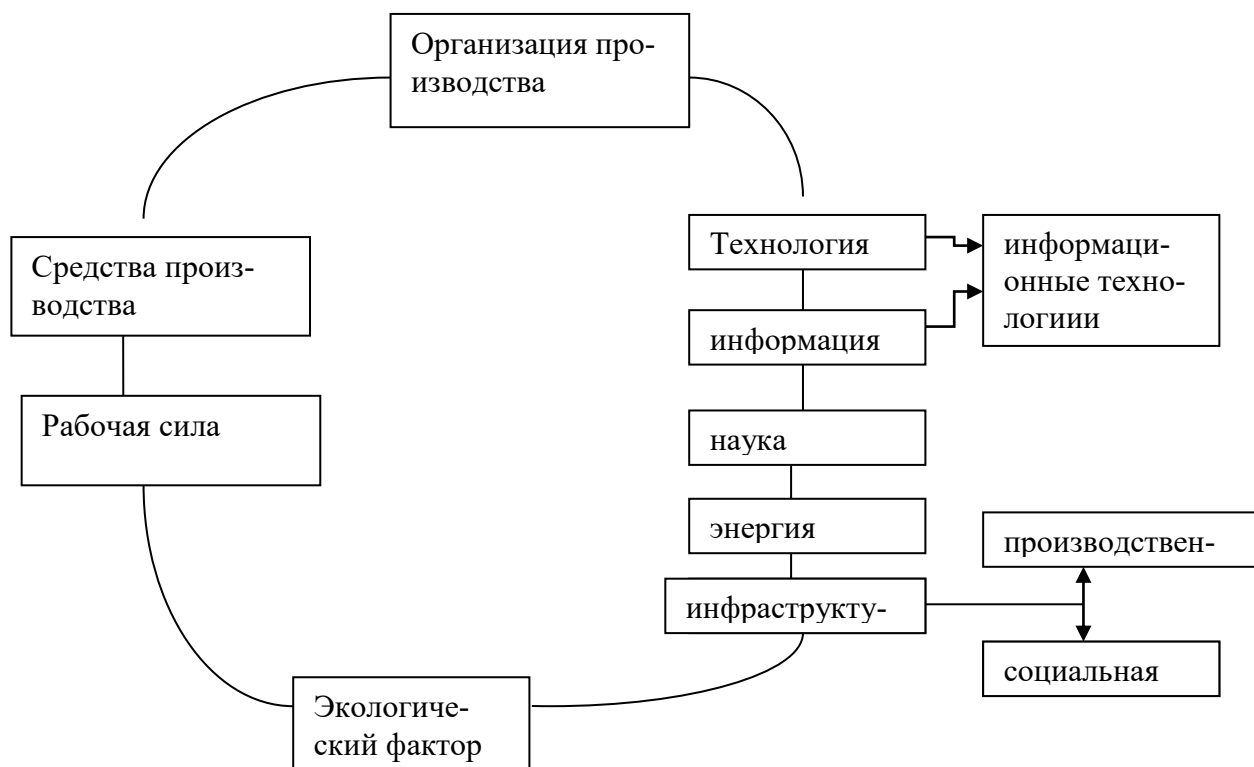 Организация про-
изводства
Средства произ-
водства
Рабочая сила
Технология
информация
наука
энергия
инфраструкту-
информаци-
онные техно-
логиии
производствен-
социальная
Экологиче-
ский фактор